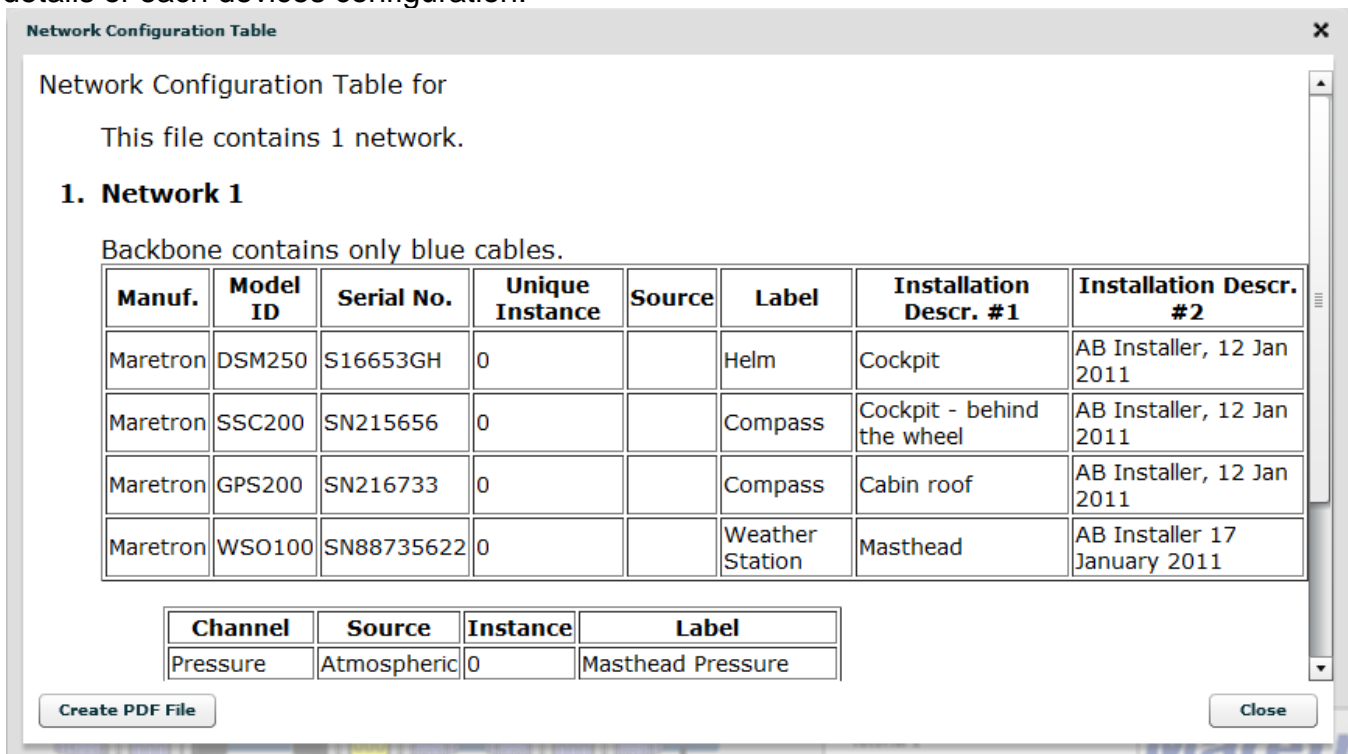 details of each devices configuration.
Network Configuration Table
Network Configuration Table for
This file contains 1 network.
1. Network 1
Backbone contains only blue cables.
Manuf. Model ID Serial No. Unique Instance Source Label Installation Descr. #1 Installation Descr. #2
Maretron DSM250 S16653GH 0 Helm Cockpit AB Installer, 12 Jan 2011
Maretron SSC200 SN215656 0 Compass Cockpit - behind the wheel AB Installer, 12 Jan 2011
Maretron GPS200 SN216733 0 Compass Cabin roof AB Installer, 12 Jan 2011
Maretron WSO100 SN88735622 0 Weather Station Masthead AB Installer 17 January 2011
Channel Source Instance Label
Pressure Atmospheric 0 Masthead Pressure
Create PDF File Close